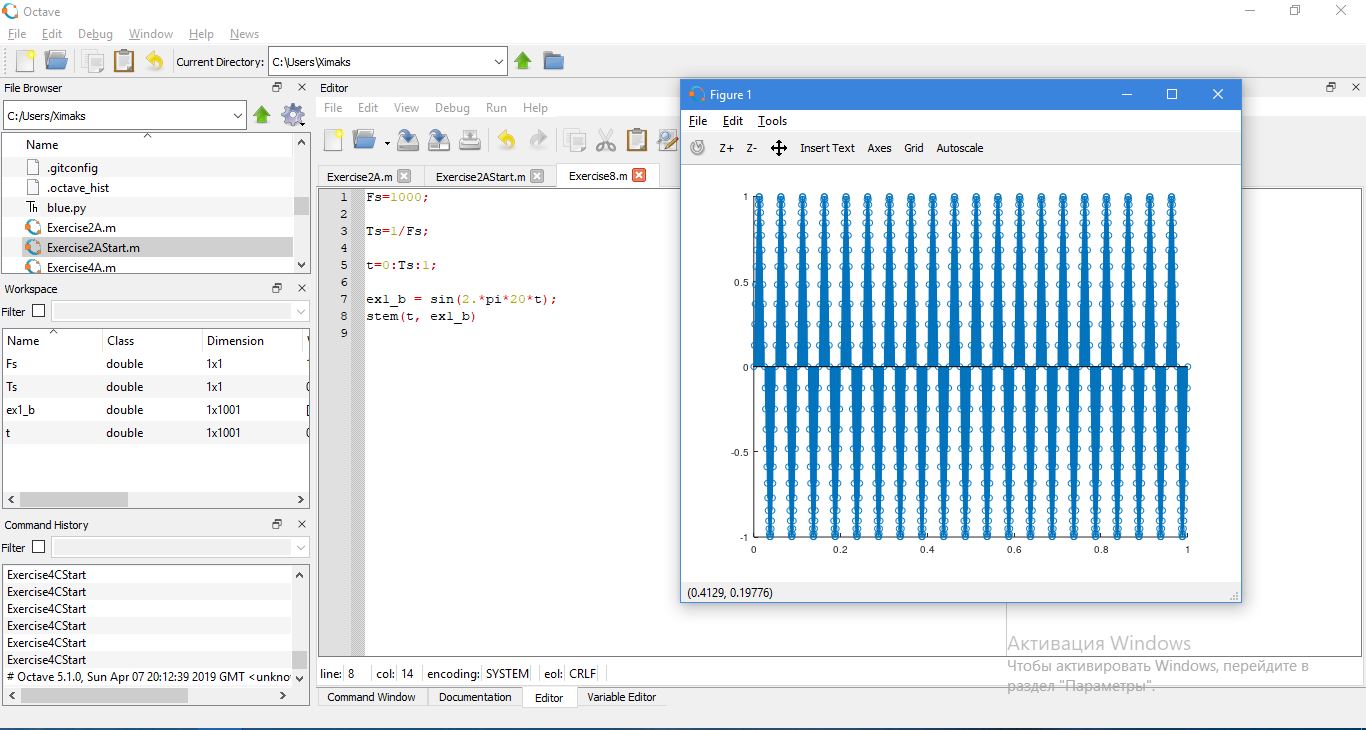 Octave
File Edit Debug Window Help News
Current Directory: C:\Users\Ximaks
File Browser
C:/Users/Ximaks
Name
.gitconfig
.octave_hist
blue.py
Exercise2A.m
Exercise2AStart.m
Exercise4A.m
Workspace
Filter
Name Class Dimension
Fs double 1x1
Ts double 1x1
ex1_b double 1x1001
t double 1x1001
Command History
Filter
Exercise4CStart
Exercise4CStart
Exercise4CStart
Exercise4CStart
Exercise4CStart
Exercise4CStart
# Octave 5.1.0, Sun Apr 07 20:12:39 2019 GMT <unkno
Editor
File Edit View Debug Run Help
Exercise2A.m Exercise2AStart.m Exercise8.m
1 Fs=1000;
2
3 Ts=1/Fs;
4
5 t=0:Ts:1;
6
7 ex1_b = sin(2.*pi*20*t);
8 stem(t, ex1_b)
9
line: 8 col: 14 encoding: SYSTEM eol: CRLF
Command Window Documentation Editor Variable Editor
Figure 1
File Edit Tools
Z+ Z- Insert Text Axes Grid Autoscale
1
0.5
0
-0.5
-1
0 0.2 0.4 0.6 0.8 1
(0.4129, 0.19776)
Активация Windows
Чтобы активировать Windows, перейдите в
раздел "Параметры".